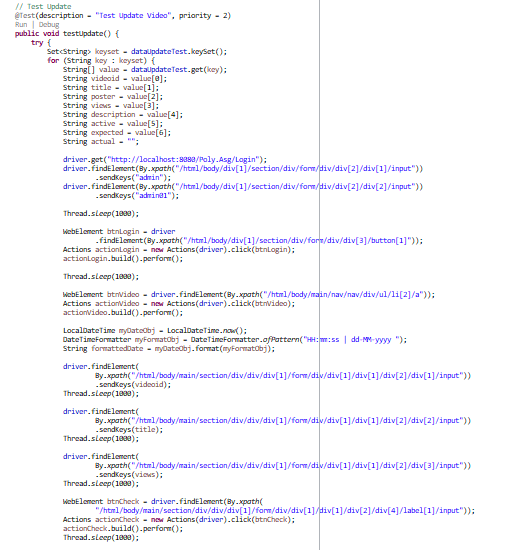 // Test Update
@Test(description = "Test Update Video", priority = 2)
Run | Debug
public void testUpdate() {
try {
Set<String> keyset = dataUpdateTest.keySet();
for (String key : keyset) {
String[] value = dataUpdateTest.get(key);
String videoid = value[0];
String title = value[1];
String poster = value[2];
String views = value[3];
String description = value[4];
String active = value[5];
String expected = value[6];
String actual = "";
driver.get("http://localhost:8080/Poly.Asg/Login");
driver.findElement(By.xpath("/html/body/div[1]/section/div/form/div/div[2]/div[1]/input"))
.sendKeys("admin");
driver.findElement(By.xpath("/html/body/div[1]/section/div/form/div/div[2]/div[2]/input"))
.sendKeys("admin01");
Thread.sleep(1000);
WebElement btnLogin = driver
.findElement(By.xpath("/html/body/div[1]/section/div/form/div/div[3]/button[1]"));
Actions actionLogin = new Actions(driver).click(btnLogin);
actionLogin.build().perform();
Thread.sleep(1000);
WebElement btnVideo = driver.findElement(By.xpath("/html/body/main/nav/nav/div/ul/li[2]/a"));
Actions actionVideo = new Actions(driver).click(btnVideo);
actionVideo.build().perform();
LocalDateTime myDateObj = LocalDateTime.now();
DateTimeFormatter myFormatObj = DateTimeFormatter.ofPattern("HH:mm:ss | dd-MM-yyyy ");
String formattedDate = myDateObj.format(myFormatObj);
driver.findElement(
By.xpath("/html/body/main/section/div/div/div[1]/form/div/div[1]/div[1]/div[2]/div[1]/input"))
.sendKeys(videoid);
Thread.sleep(1000);
driver.findElement(
By.xpath("/html/body/main/section/div/div/div[1]/form/div/div[1]/div[1]/div[2]/div[2]/input"))
.sendKeys(title);
Thread.sleep(1000);
driver.findElement(
By.xpath("/html/body/main/section/div/div/div[1]/form/div/div[1]/div[1]/div[2]/div[3]/input"))
.sendKeys(views);
Thread.sleep(1000);
WebElement btnCheck = driver.findElement(By.xpath(
"/html/body/main/section/div/div/div[1]/form/div/div[1]/div[1]/div[2]/div[4]/label[1]/input"));
Actions actionCheck = new Actions(driver).click(btnCheck);
actionCheck.build().perform();
Thread.sleep(1000);